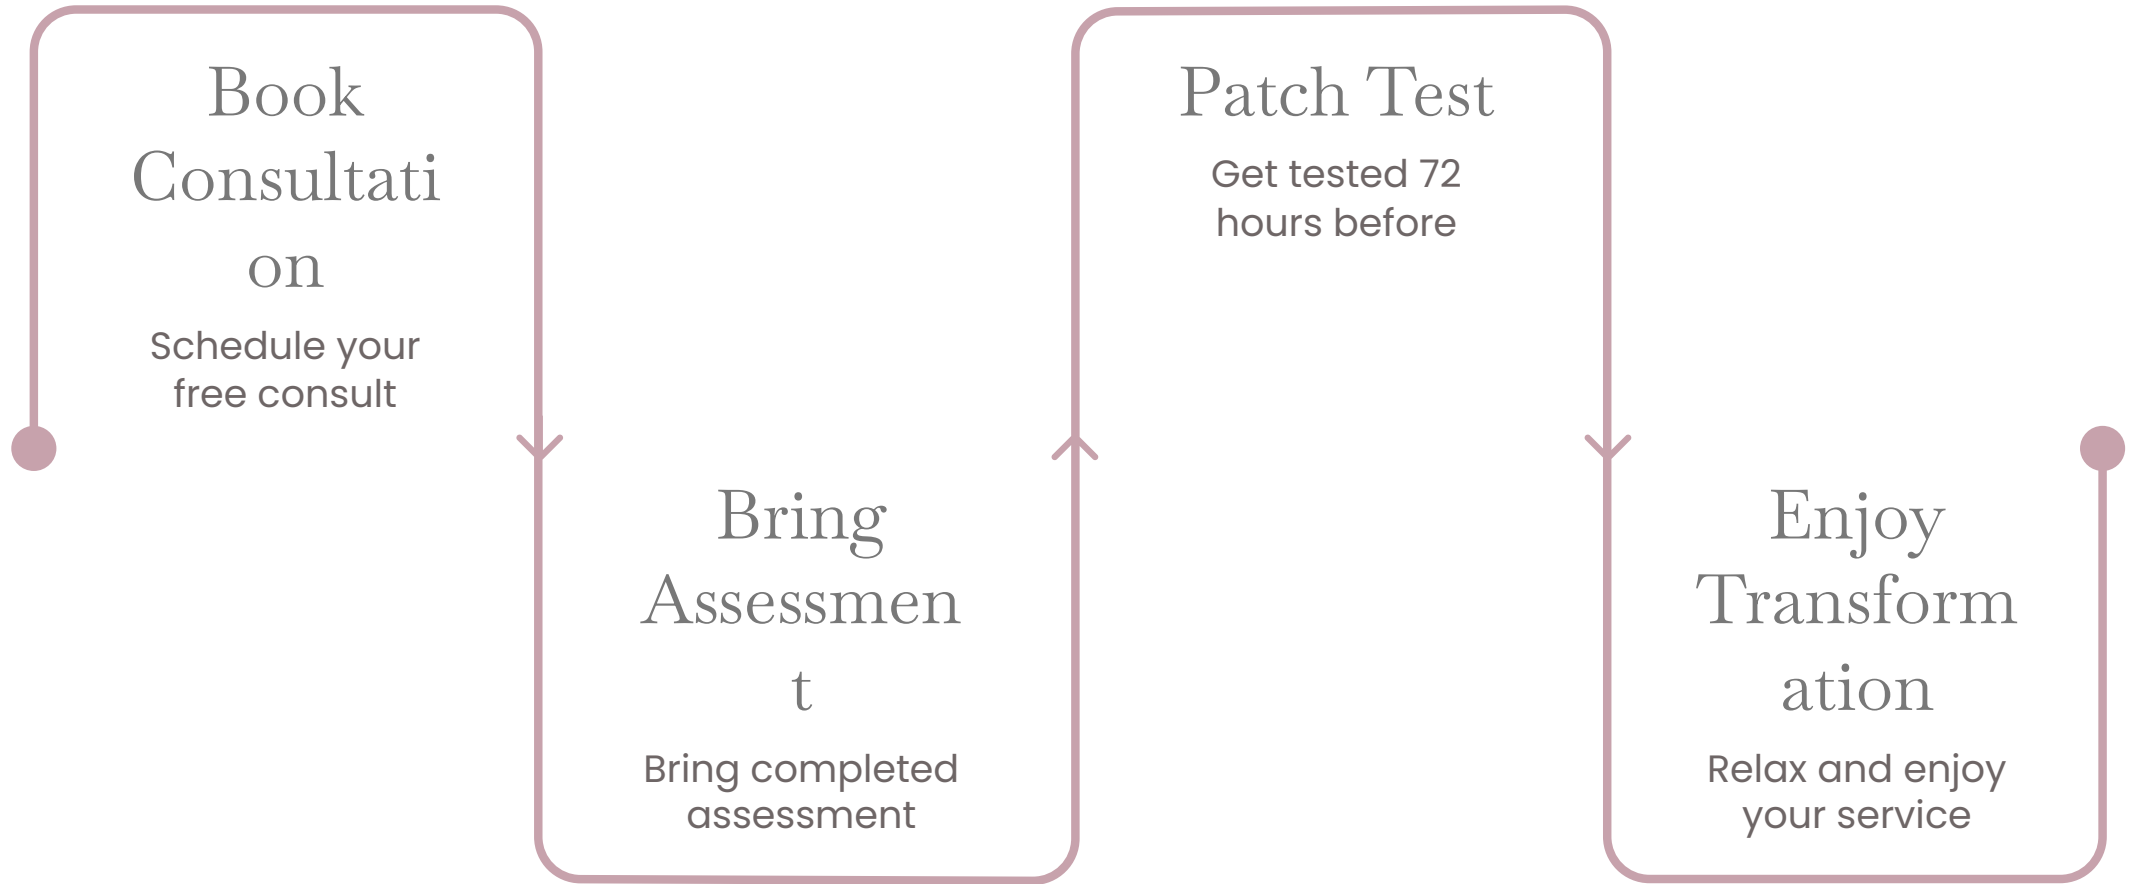 Book
Consultati
on
Schedule your
free consult
Bring
Assessmen
t
Bring completed
assessment
Patch Test
Get tested 72
hours before
Enjoy
Transform
ation
Relax and enjoy
your service